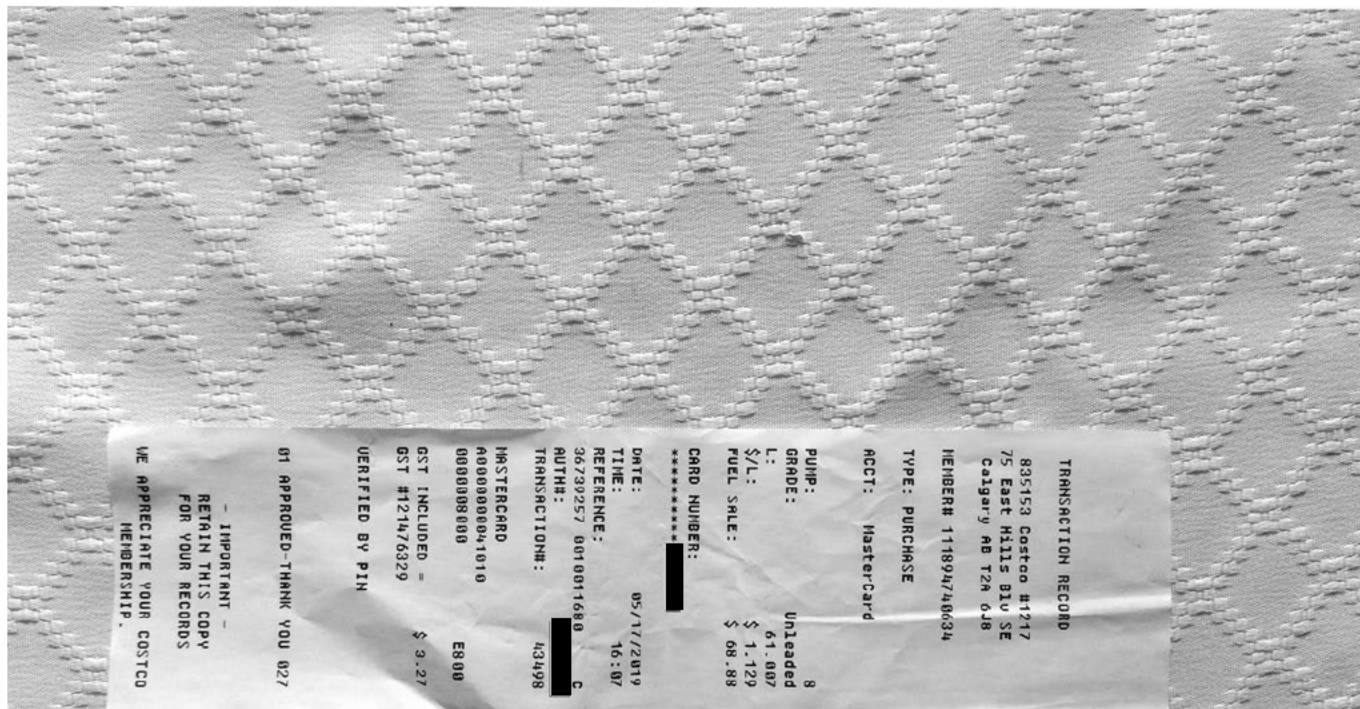 TRANSACTION RECORD
835153 Costco #1217
75 East Hills Blv SE
Calgary AB T2A 6J8
MEMBER# 111894740634
TYPE: PURCHASE
ACCT: MasterCard
PUMP: 8
GRADE: Unleaded
L: 61.007
$/L: $ 1.129
FUEL SALE: $ 68.88
CARD NUMBER:
**********
DATE: 05/17/2019
TIME: 16:07
REFERENCE:
36739257 0010011680 C
AUTH#:
TRANSACTION#: 43498
MASTERCARD
A0000000041010
0000008000 E800
GST INCLUDED = $ 3.27
GST #121476329
VERIFIED BY PIN
01 APPROVED-THANK YOU 027
- IMPORTANT -
RETAIN THIS COPY
FOR YOUR RECORDS
WE APPRECIATE YOUR COSTCO
MEMBERSHIP.